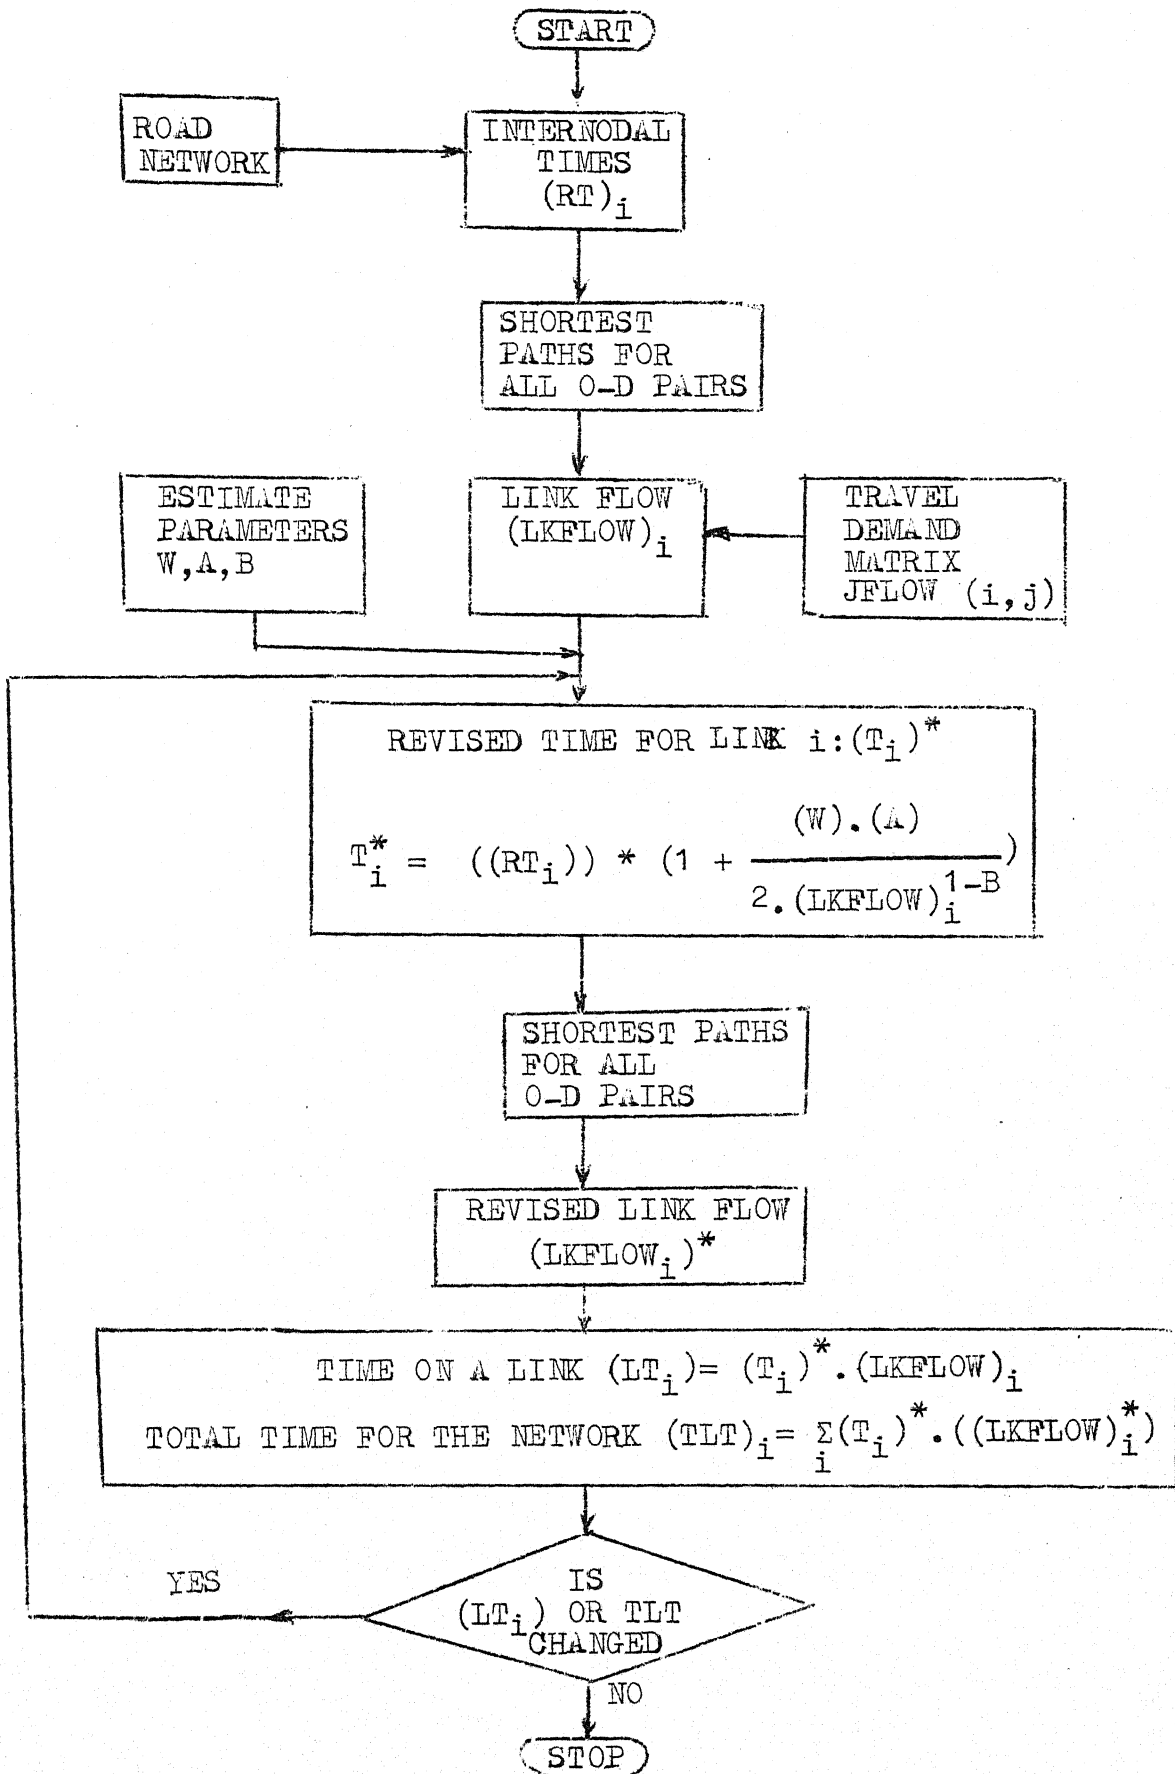 START
ROAD
NETWORK
INTERNODAL
TIMES
(RT)i
SHORTEST
PATHS FOR
ALL O-D PAIRS
ESTIMATE
PARAMETERS
W,A,B
LINK FLOW
(LKFLOW)i
TRAVEL
DEMAND
MATRIX
JFLOW (i,j)
REVISED TIME FOR LINK i:(Ti)*
Ti* = ((RTi)) * (1 + (W).(A) / 2.(LKFLOW)i^1-B)
SHORTEST PATHS
FOR ALL
O-D PAIRS
REVISED LINK FLOW
(LKFLOWi)*
TIME ON A LINK (LTi)= (Ti)*.(LKFLOW)i
TOTAL TIME FOR THE NETWORK (TLT)i= Σi(Ti)*.((LKFLOW)i*)
YES
IS
(LTi) OR TLT
CHANGED
NO
STOP